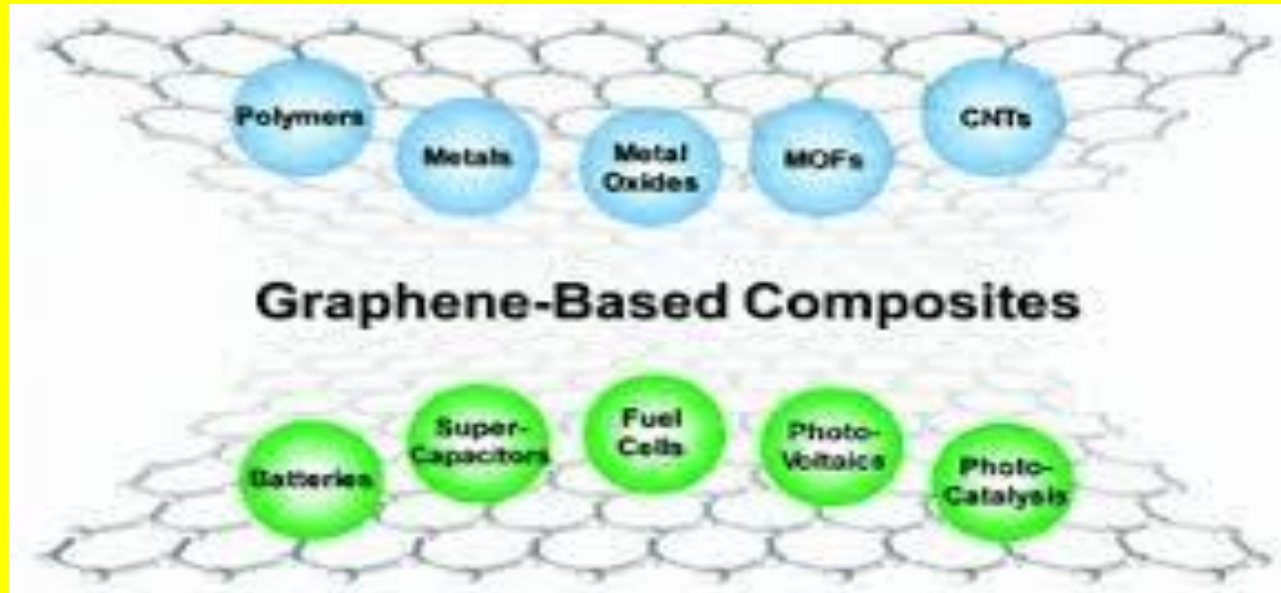 Polymers
Metals
Metal
Oxides
MOFs
CNTs
Graphene-Based Composites
Batteries
Super-
Capacitors
Fuel
Cells
Photo-
Voltaics
Photo-
Catalysis